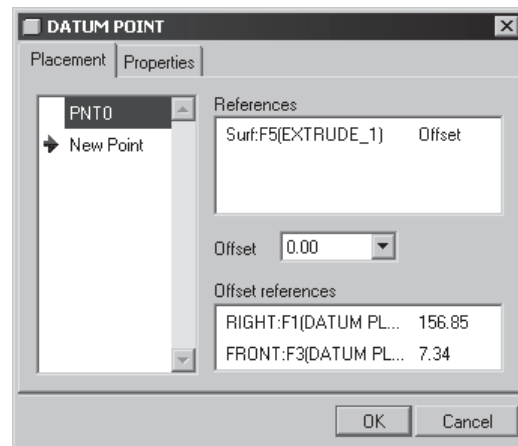 DATUM POINT
Placement Properties
PNT0
New Point
References
Surf:F5(EXTRUDE_1) Offset
Offset 0.00
Offset references
RIGHT:F1(DATUM PL... 156.85
FRONT:F3(DATUM PL... 7.34
OK Cancel